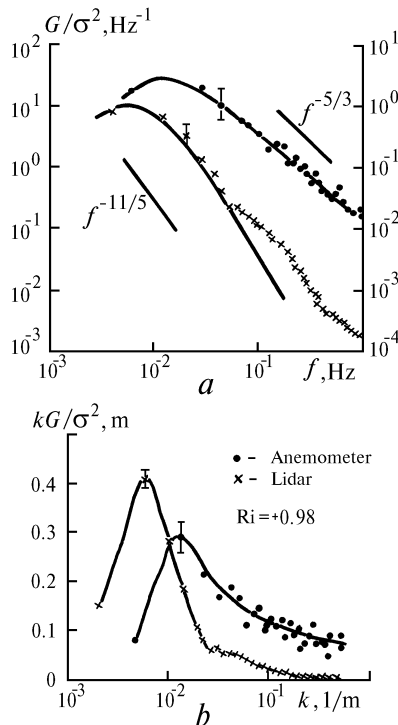 G/σ², Hz⁻¹
10²
10¹
10⁰
10⁻¹
10⁻²
10⁻³
10¹
10⁰
10⁻¹
10⁻²
10⁻³
10⁻⁴
f⁻⁵/³
f⁻¹¹/⁵
10⁻³
10⁻²
10⁻¹
f, Hz
a
kG/σ², m
0.4
0.3
0.2
0.1
0
● – Anemometer
× – Lidar
Ri=+0.98
10⁻³
10⁻²
10⁻¹
k, 1/m
b